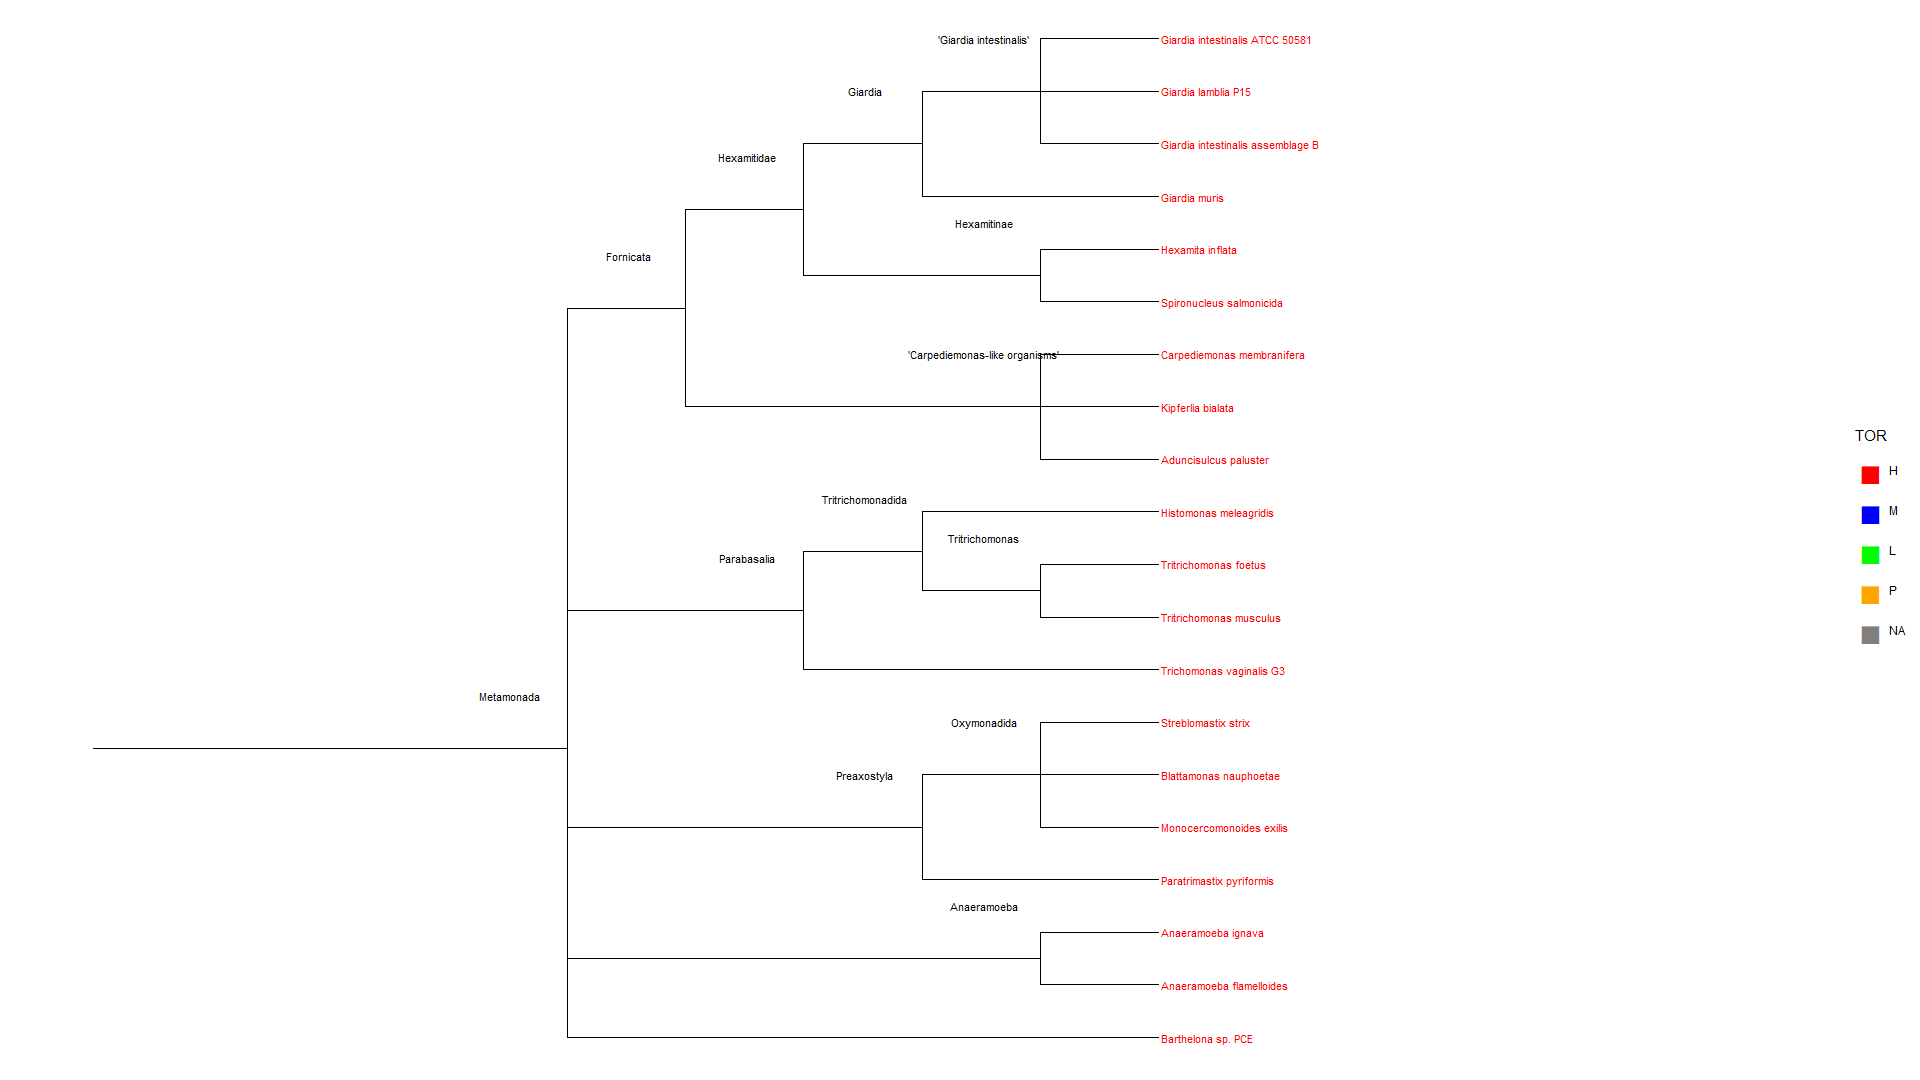 'Giardia intestinalis'
Giardia intestinalis ATCC 50581
Giardia
Giardia lamblia P15
Giardia intestinalis assemblage B
Hexamitidae
Giardia muris
Hexamitinae
Hexamita inflata
Fornicata
Spironucleus salmonicida
'Carpediemonas-like organisms'
Carpediemonas membranifera
Kipferlia bialata
Aduncisulcus paluster
Tritrichomonadida
Histomonas meleagridis
Tritrichomonas
Parabasalia
Tritrichomonas foetus
Tritrichomonas musculus
Trichomonas vaginalis G3
Metamonada
Oxymonadida
Streblomastix strix
Preaxostyla
Blattamonas nauphoetae
Monocercomonoides exilis
Paratrimastix pyriformis
Anaeramoeba
Anaeramoeba ignava
Anaeramoeba flamelloides
Barthelona sp. PCE
TOR
H
M
L
P
NA